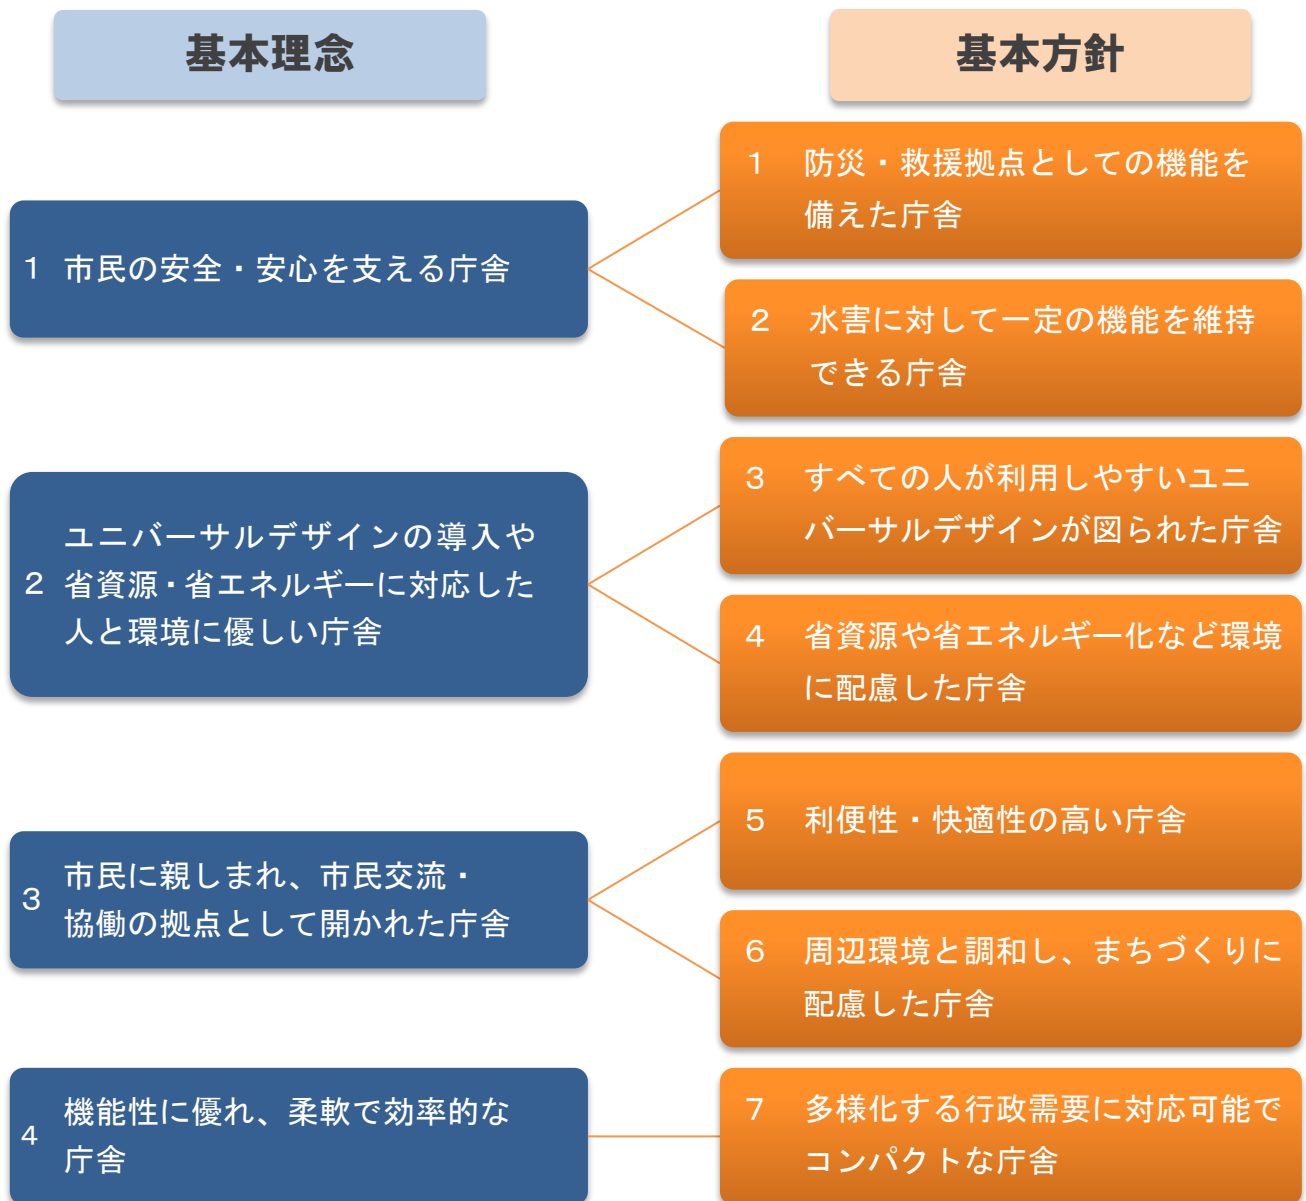 基本理念
基本方針
1 市民の安全・安心を支える庁舎
1 防災・救援拠点としての機能を
備えた庁舎
2 水害に対して一定の機能を維持
できる庁舎
ユニバーサルデザインの導入や
2 省資源・省エネルギーに対応した
人と環境に優しい庁舎
3 すべての人が利用しやすいユニ
バーサルデザインが図られた庁舎
4 省資源や省エネルギー化など環境
に配慮した庁舎
3 市民に親しまれ、市民交流・
協働の拠点として開かれた庁舎
5 利便性・快適性の高い庁舎
6 周辺環境と調和し、まちづくりに
配慮した庁舎
4 機能性に優れ、柔軟で効率的な
庁舎
7 多様化する行政需要に対応可能で
コンパクトな庁舎